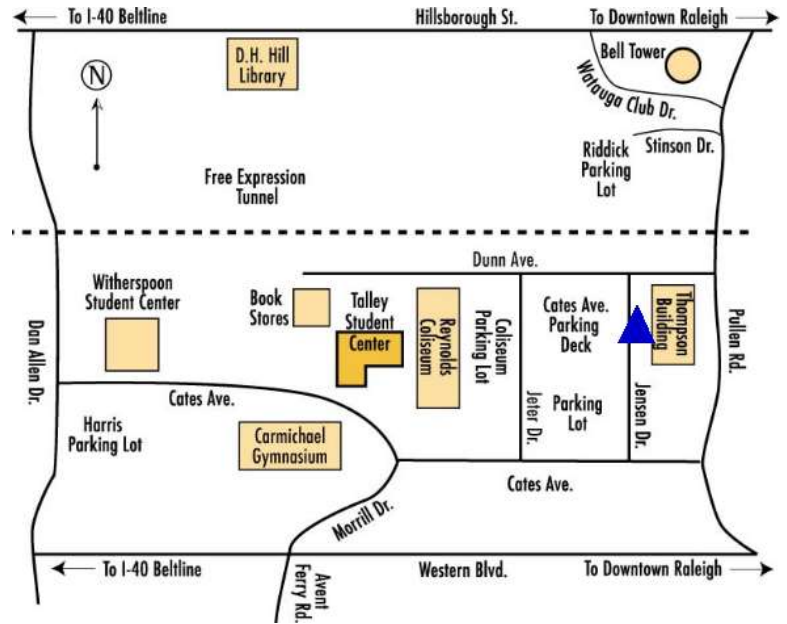 To I-40 Beltline
Hillsborough St.
To Downtown Raleigh
D.H. Hill
Library
Bell Tower
N
Watauga Club Dr.
Stinson Dr.
Riddick
Parking
Lot
Free Expression
Tunnel
Dunn Ave.
Witherspoon
Student Center
Book
Stores
Talley
Student
Center
Reynolds
Coliseum
Coliseum
Parking Lot
Cates Ave.
Parking
Deck
Thompson
Building
Pullen Rd.
Dan Allen Dr.
Cates Ave.
Harris
Parking Lot
Carmichael
Gymnasium
Jeter Dr.
Parking
Lot
Jensen Dr.
Cates Ave.
Morrill Dr.
To I-40 Beltline
Avent
Ferry Rd.
Western Blvd.
To Downtown Raleigh